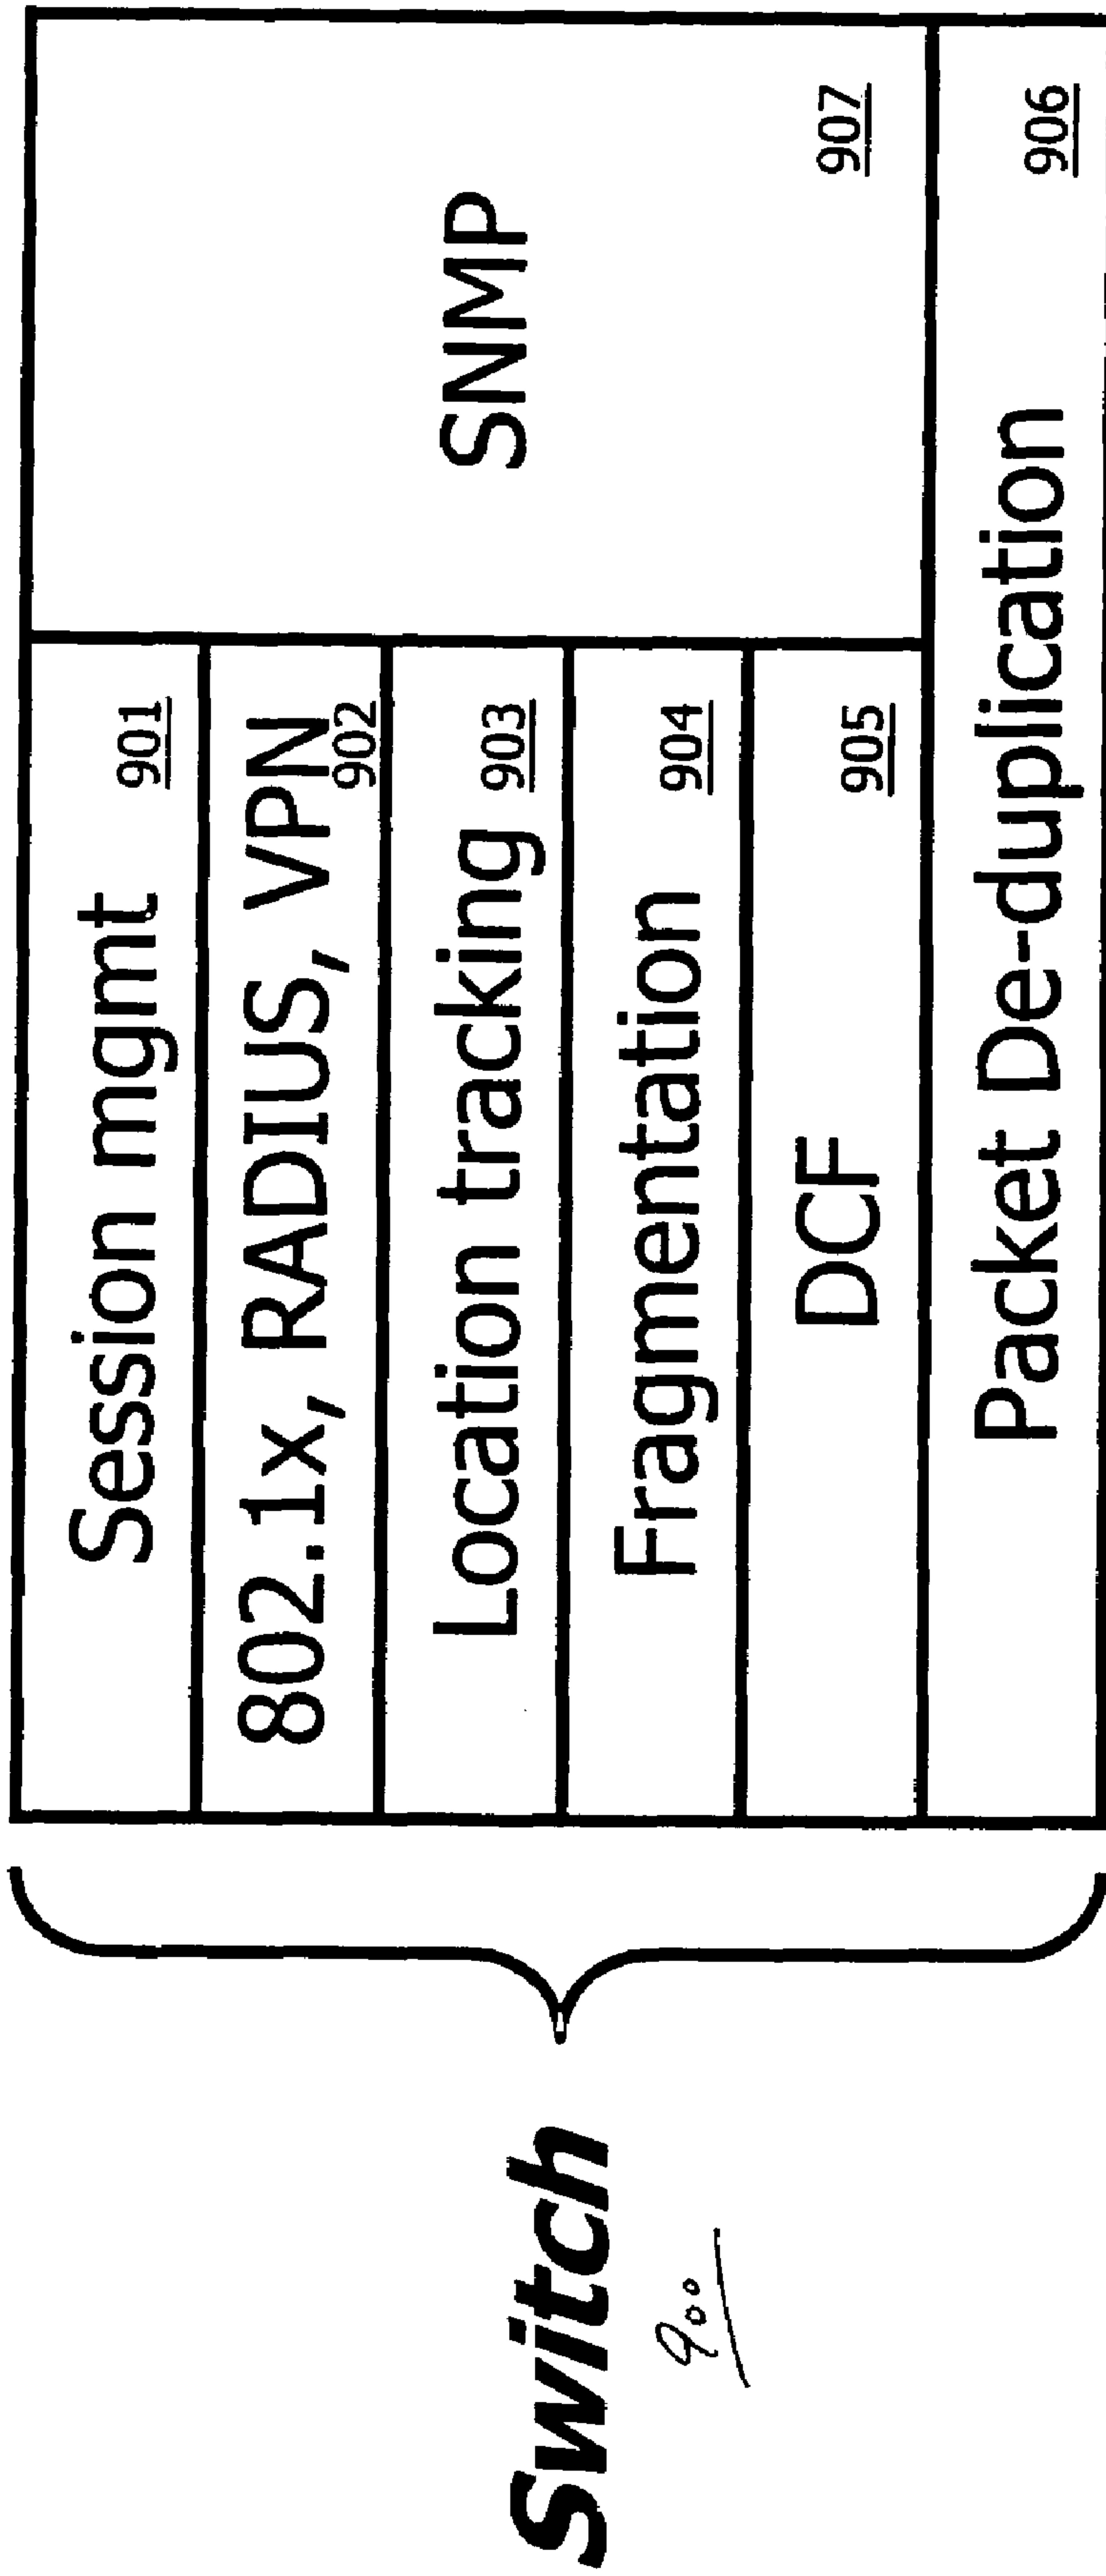 Switch
900
Session mgmt 901
802.1x, RADIUS, VPN 902
Location tracking 903
Fragmentation 904
DCF 905
SNMP 907
Packet De-duplication 906